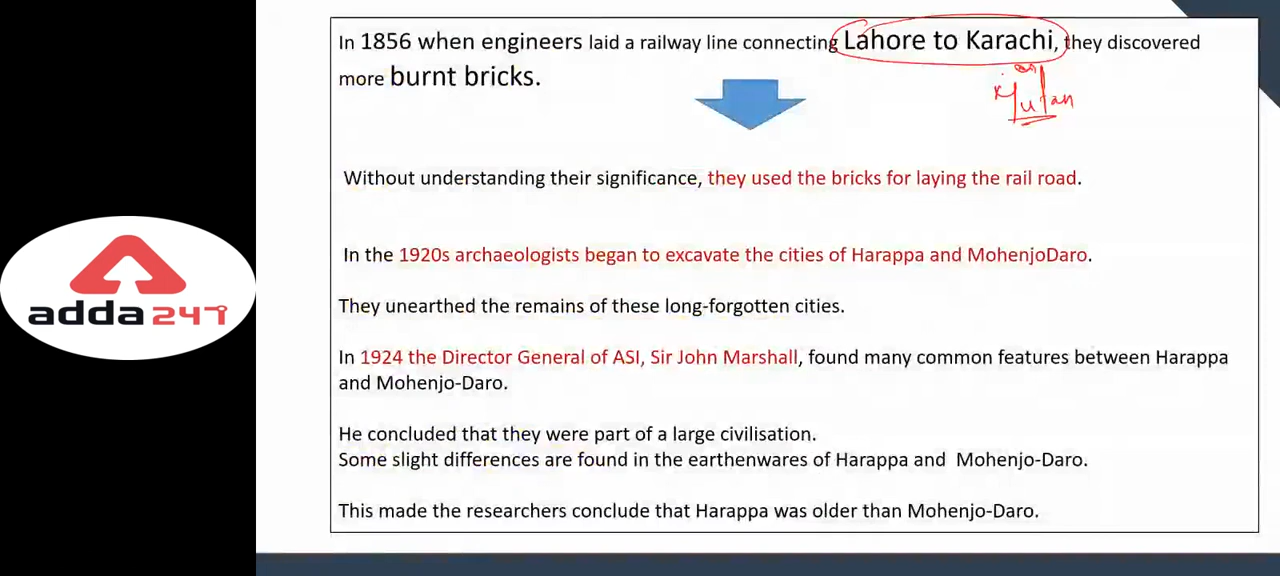 In 1856 when engineers laid a railway line connecting Lahore to Karachi, they discovered
more burnt bricks.
Multan
Without understanding their significance, they used the bricks for laying the rail road.
In the 1920s archaeologists began to excavate the cities of Harappa and MohenjoDaro.
They unearthed the remains of these long-forgotten cities.
In 1924 the Director General of ASI, Sir John Marshall, found many common features between Harappa
and Mohenjo-Daro.
He concluded that they were part of a large civilisation.
Some slight differences are found in the earthenwares of Harappa and Mohenjo-Daro.
This made the researchers conclude that Harappa was older than Mohenjo-Daro.
adda247